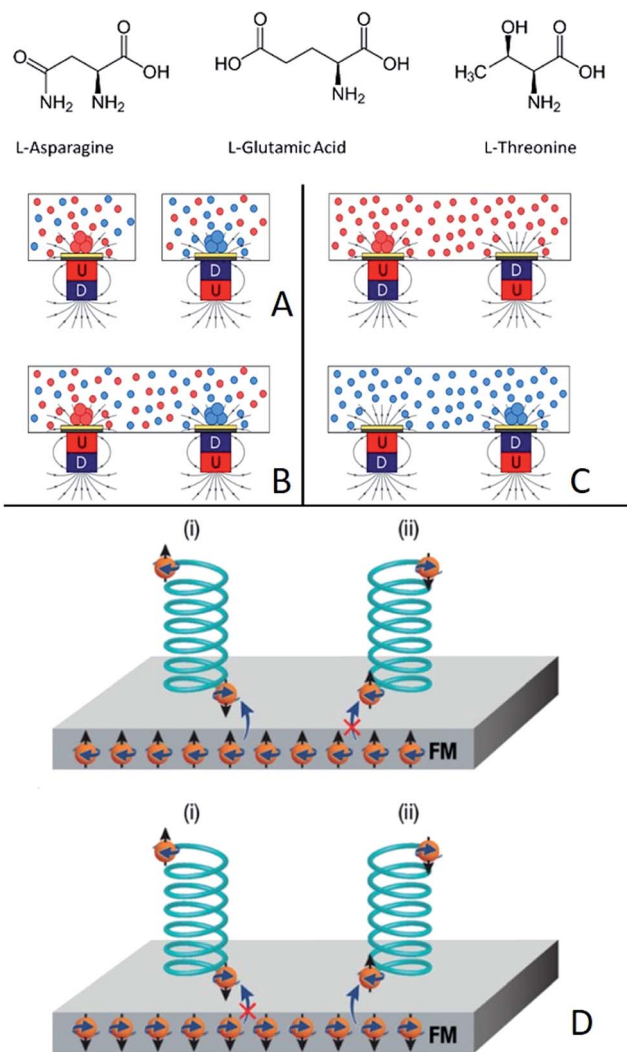 O
O
OH
NH₂
NH₂
L-Asparagine
O
O
HO
OH
NH₂
L-Glutamic Acid
OH
O
H₃C
OH
NH₂
L-Threonine
U
D
D
U
A
U
D
D
U
B
U
D
D
U
U
D
D
U
C
(i)
(ii)
FM
(i)
(ii)
FM
D